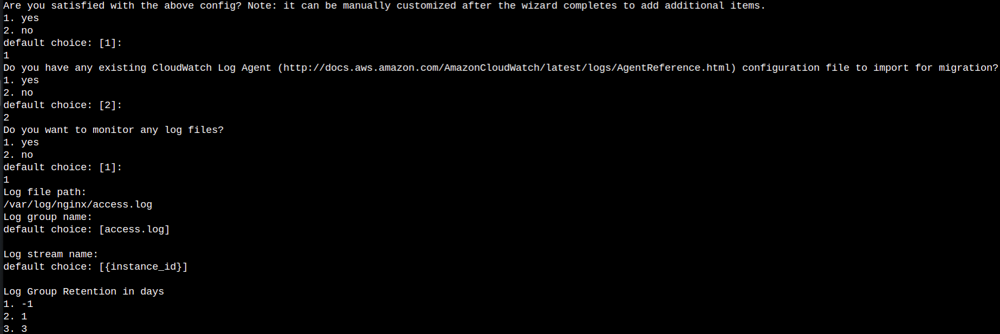 Are you satisfied with the above config? Note: it can be manually customized after the wizard completes to add additional items.
1. yes
2. no
default choice: [1]:
1
Do you have any existing CloudWatch Log Agent (http://docs.aws.amazon.com/AmazonCloudWatch/latest/logs/AgentReference.html) configuration file to import for migration?
1. yes
2. no
default choice: [2]:
2
Do you want to monitor any log files?
1. yes
2. no
default choice: [1]:
1
Log file path:
/var/log/nginx/access.log
Log group name:
default choice: [access.log]
Log stream name:
default choice: [{instance_id}]
Log Group Retention in days
1. -1
2. 1
3. 3